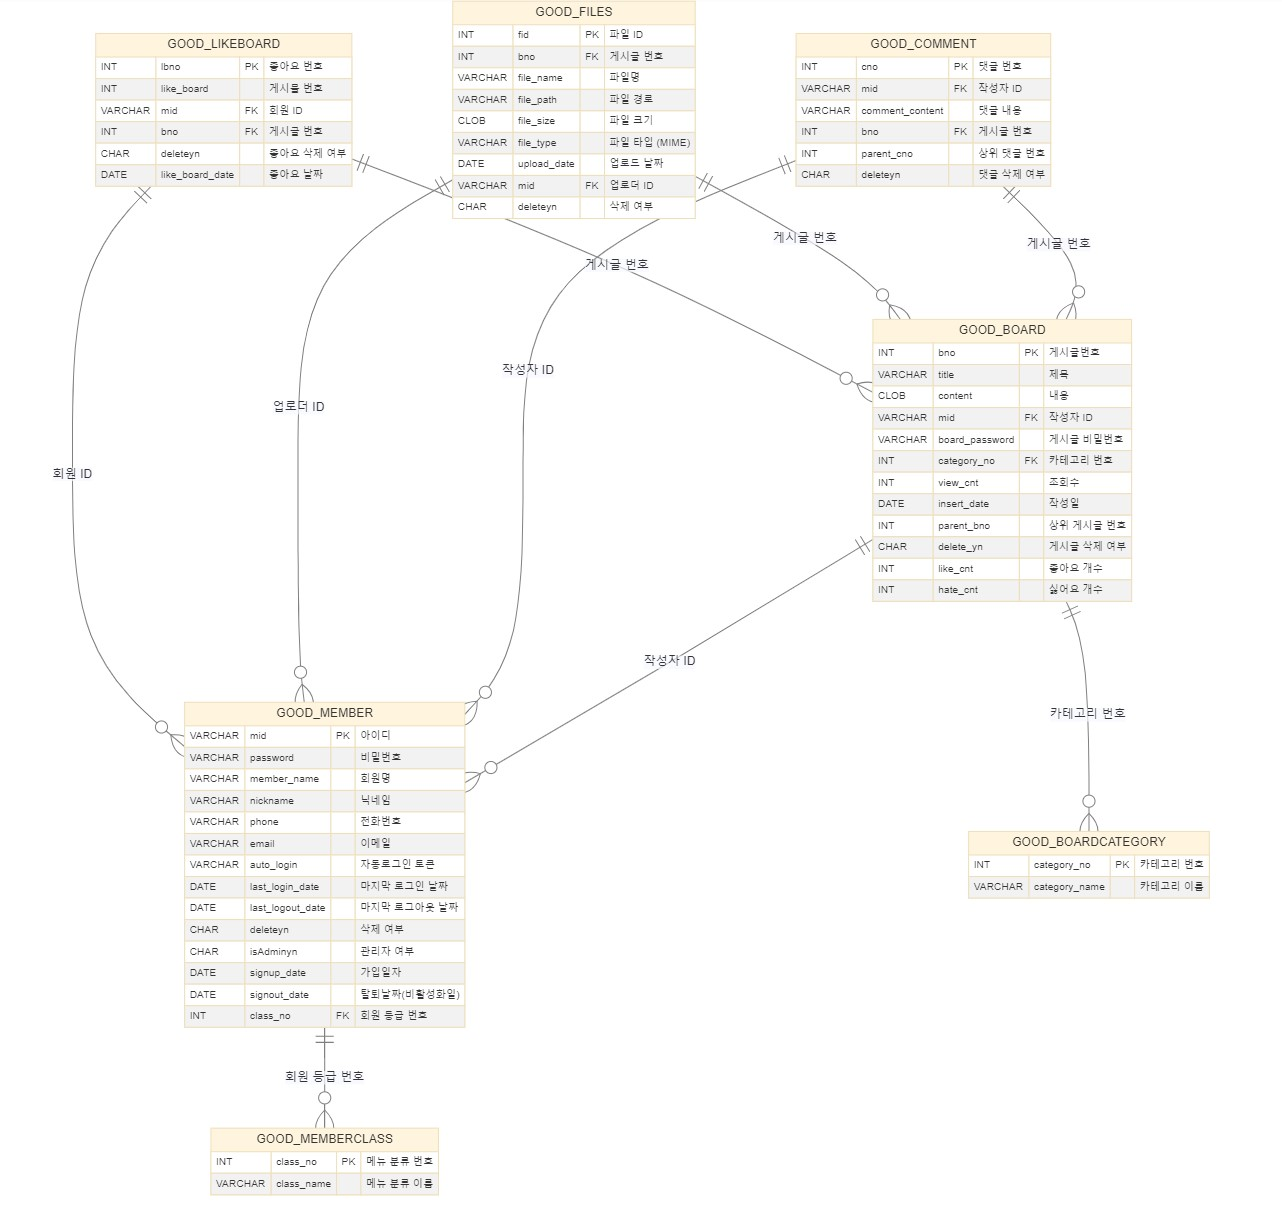 GOOD_FILES
INT fid PK 파일 ID
INT bno FK 게시글 번호
VARCHAR file_name 파일명
VARCHAR file_path 파일 경로
CLOB file_size 파일 크기
VARCHAR file_type 파일 타입 (MIME)
DATE upload_date 업로드 날짜
VARCHAR mid FK 업로더 ID
CHAR deleteyn 삭제 여부
GOOD_LIKEBOARD
INT lbno PK 좋아요 번호
INT like_board 게시물 번호
VARCHAR mid FK 회원 ID
INT bno FK 게시글 번호
CHAR deleteyn 좋아요 삭제 여부
DATE like_board_date 좋아요 날짜
GOOD_COMMENT
INT cno PK 댓글 번호
VARCHAR mid FK 작성자 ID
VARCHAR comment_content 댓글 내용
INT bno FK 게시글 번호
INT parent_cno 상위 댓글 번호
CHAR deleteyn 댓글 삭제 여부
게시글 번호
게시글 번호
게시글 번호
GOOD_BOARD
INT bno PK 게시글번호
VARCHAR title 제목
CLOB content 내용
VARCHAR mid FK 작성자 ID
VARCHAR board_password 게시글 비밀번호
INT category_no FK 카테고리 번호
INT view_cnt 조회수
DATE insert_date 작성일
INT parent_bno 상위 게시글 번호
CHAR delete_yn 게시글 삭제 여부
INT like_cnt 좋아요 개수
INT hate_cnt 싫어요 개수
작성자 ID
업로더 ID
회원 ID
작성자 ID
카테고리 번호
GOOD_MEMBER
VARCHAR mid PK 아이디
VARCHAR password 비밀번호
VARCHAR member_name 회원명
VARCHAR nickname 닉네임
VARCHAR phone 전화번호
VARCHAR email 이메일
VARCHAR auto_login 자동로그인 토큰
DATE last_login_date 마지막 로그인 날짜
DATE last_logout_date 마지막 로그아웃 날짜
CHAR deleteyn 삭제 여부
CHAR isAdminyn 관리자 여부
DATE signup_date 가입일자
DATE signout_date 탈퇴날짜(비활성화일)
INT class_no FK 회원 등급 번호
GOOD_BOARDCATEGORY
INT category_no PK 카테고리 번호
VARCHAR category_name 카테고리 이름
회원 등급 번호
GOOD_MEMBERCLASS
INT class_no PK 메뉴 분류 번호
VARCHAR class_name 메뉴 분류 이름